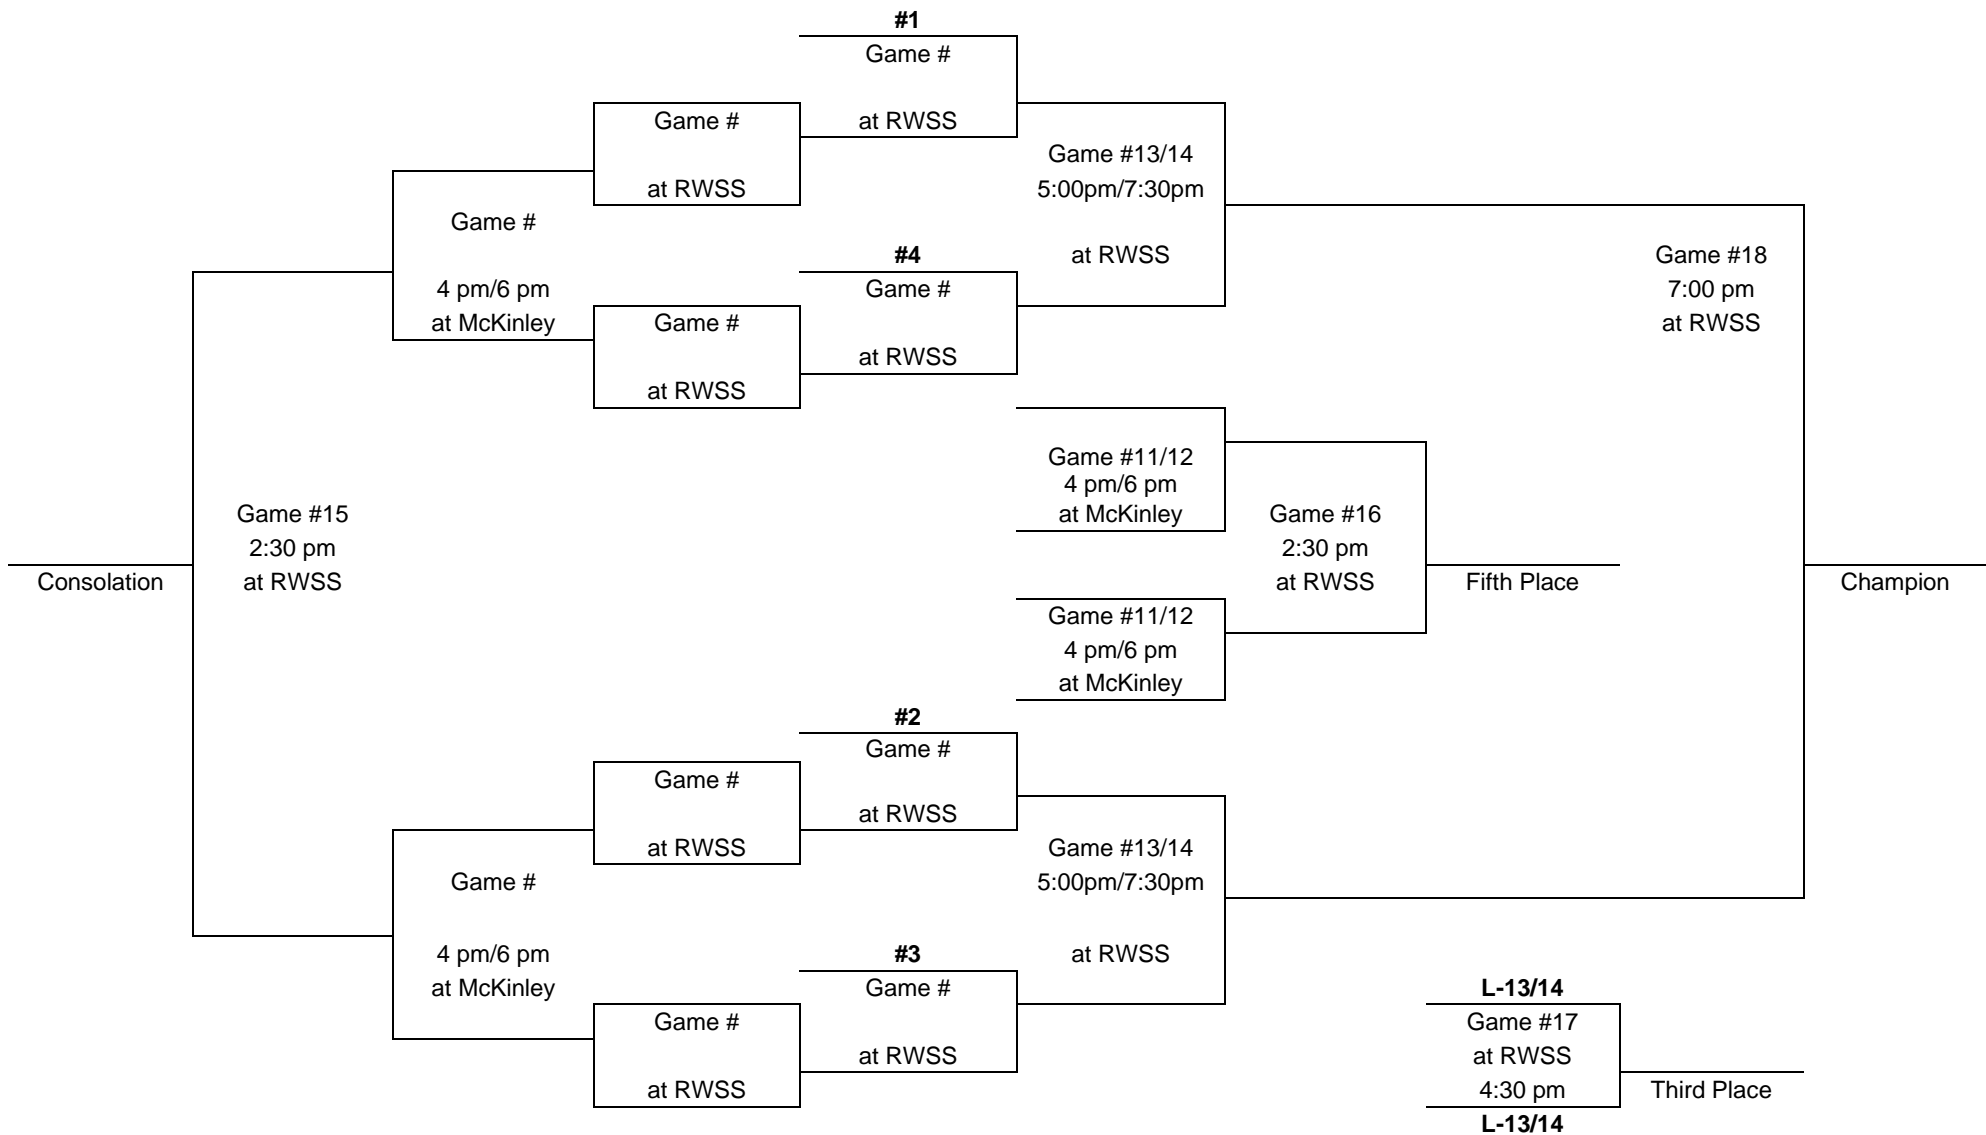 #1
Game #
at RWSS
Game #
at RWSS
Game #13/14
5:00pm/7:30pm
at RWSS
Game #
4 pm/6 pm
at McKinley
#4
Game #
at RWSS
Game #
at RWSS
Game #18
7:00 pm
at RWSS
Game #11/12
4 pm/6 pm
at McKinley
Game #15
2:30 pm
at RWSS
Consolation
Game #16
2:30 pm
at RWSS
Fifth Place
Champion
Game #11/12
4 pm/6 pm
at McKinley
#2
Game #
at RWSS
Game #
at RWSS
Game #13/14
5:00pm/7:30pm
at RWSS
Game #
4 pm/6 pm
at McKinley
#3
Game #
at RWSS
Game #
at RWSS
L-13/14
Game #17
at RWSS
4:30 pm
Third Place
L-13/14